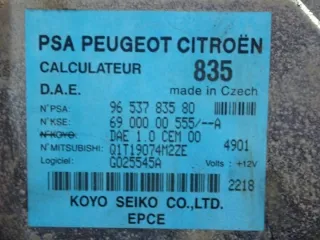 PSA PEUGEOT CITROËN
CALCULATEUR 835
D.A.E. made in Czech
N°PSA: 96 537 835 80
N°KSE: 69 000 00 555/--A
N°KOYO: DAE 1.0 CEM 00
N°MITSUBISHI: Q1T19074M2ZE 4901
Logiciel: G025545A Volts : +12V
2218
KOYO SEIKO CO.,LTD.
EPCE